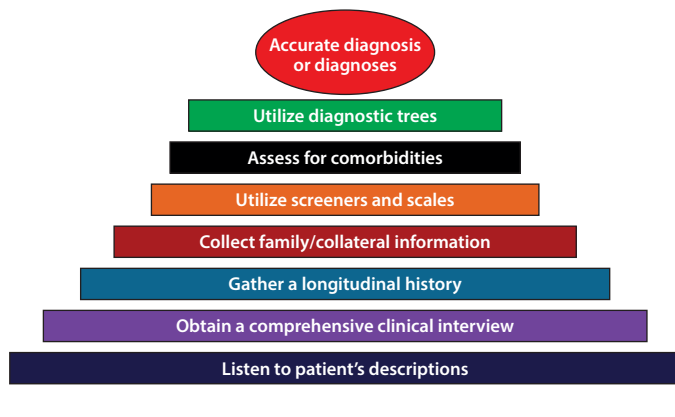 Accurate diagnosis
or diagnoses
Utilize diagnostic trees
Assess for comorbidities
Utilize screeners and scales
Collect family/collateral information
Gather a longitudinal history
Obtain a comprehensive clinical interview
Listen to patient’s descriptions